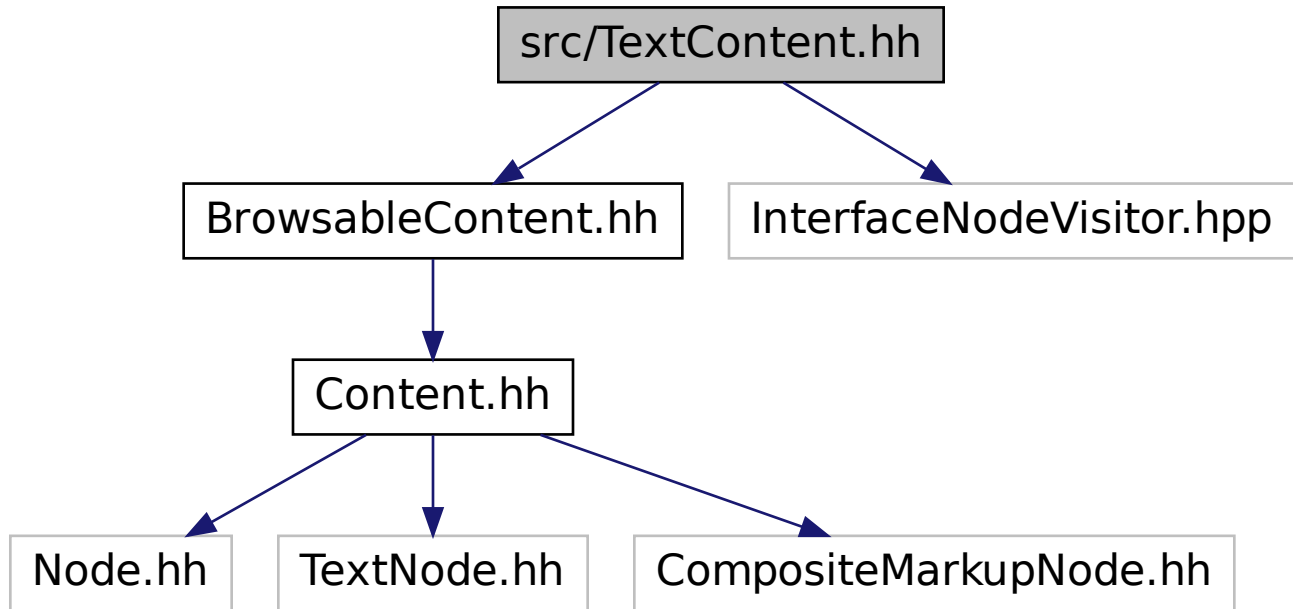 src/TextContent.hh
BrowsableContent.hh
InterfaceNodeVisitor.hpp
Content.hh
Node.hh
TextNode.hh
CompositeMarkupNode.hh